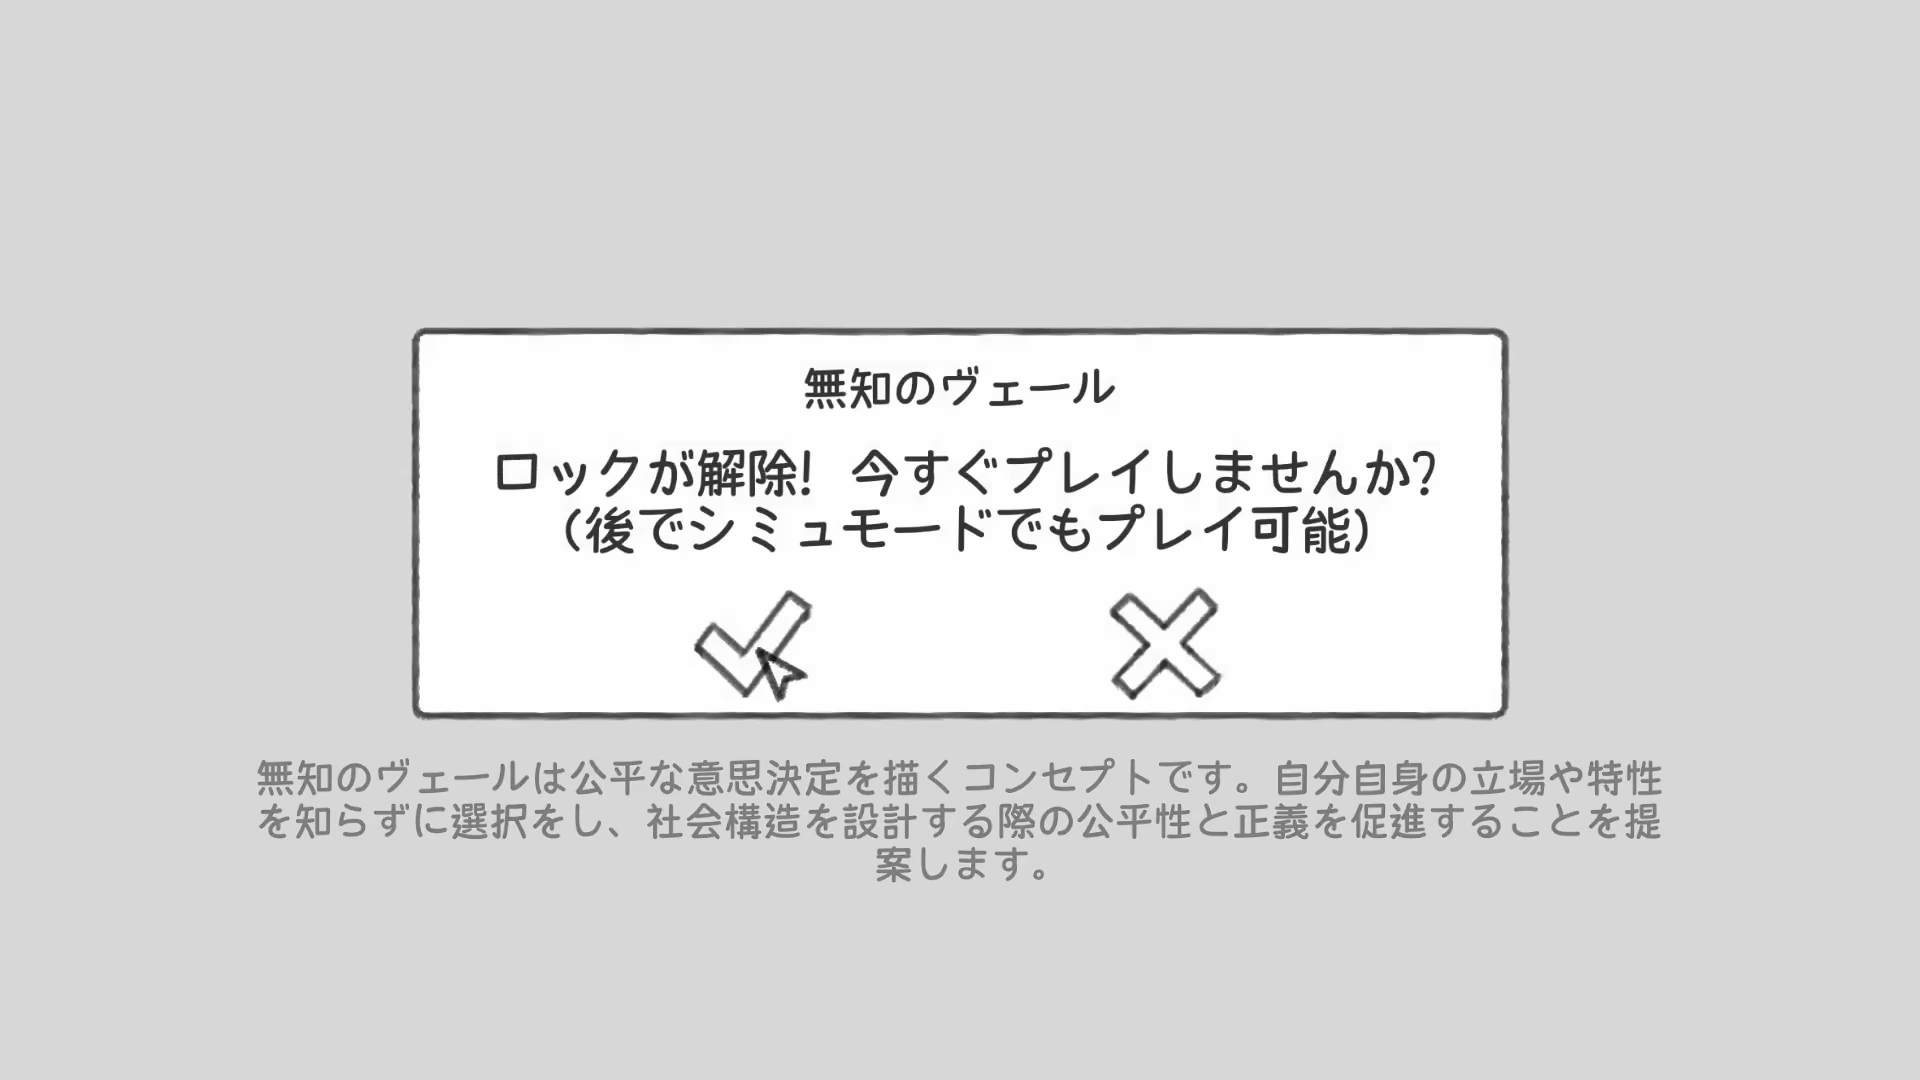 無知のヴェール
ロックが解除! 今すぐプレイしませんか?
(後でシミュモードでもプレイ可能)
無知のヴェールは公平な意思決定を描くコンセプトです。自分自身の立場や特性
を知らずに選択をし、社会構造を設計する際の公平性と正義を促進することを提
案します。